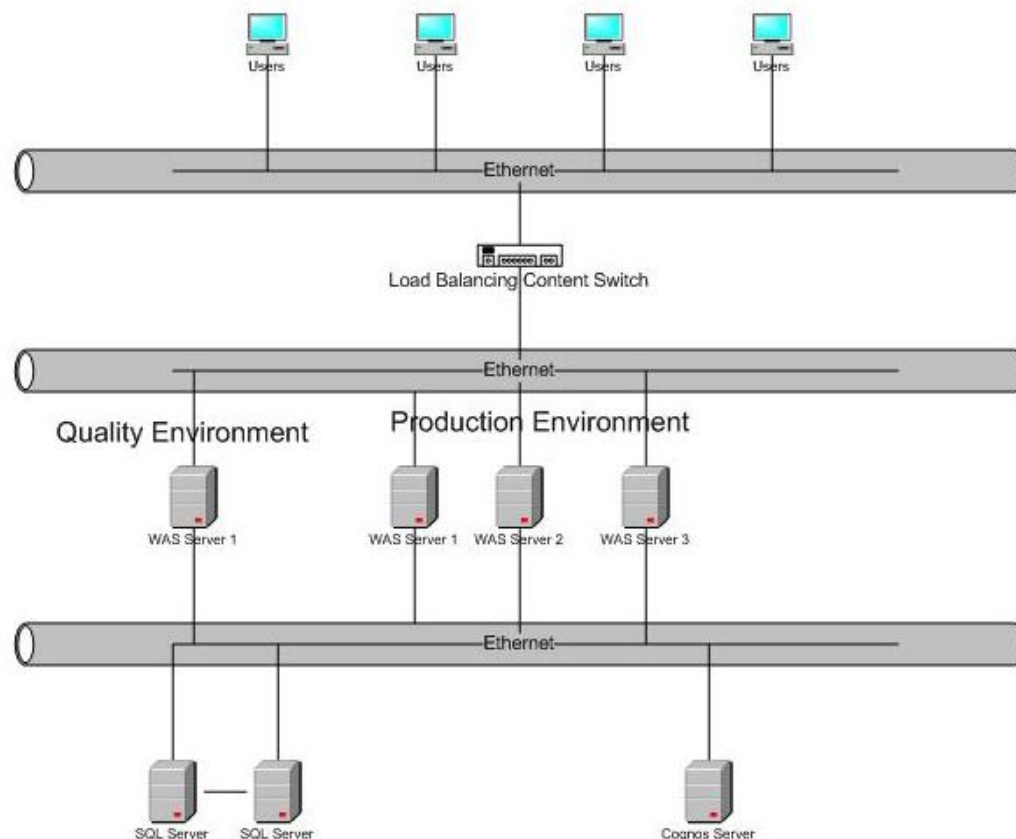 Users
Users
Users
Users
Ethernet
Load Balancing Content Switch
Ethernet
Quality Environment
Production Environment
WAS Server 1
WAS Server 1
WAS Server 2
WAS Server 3
Ethernet
SQL Server
SQL Server
Cognos Server